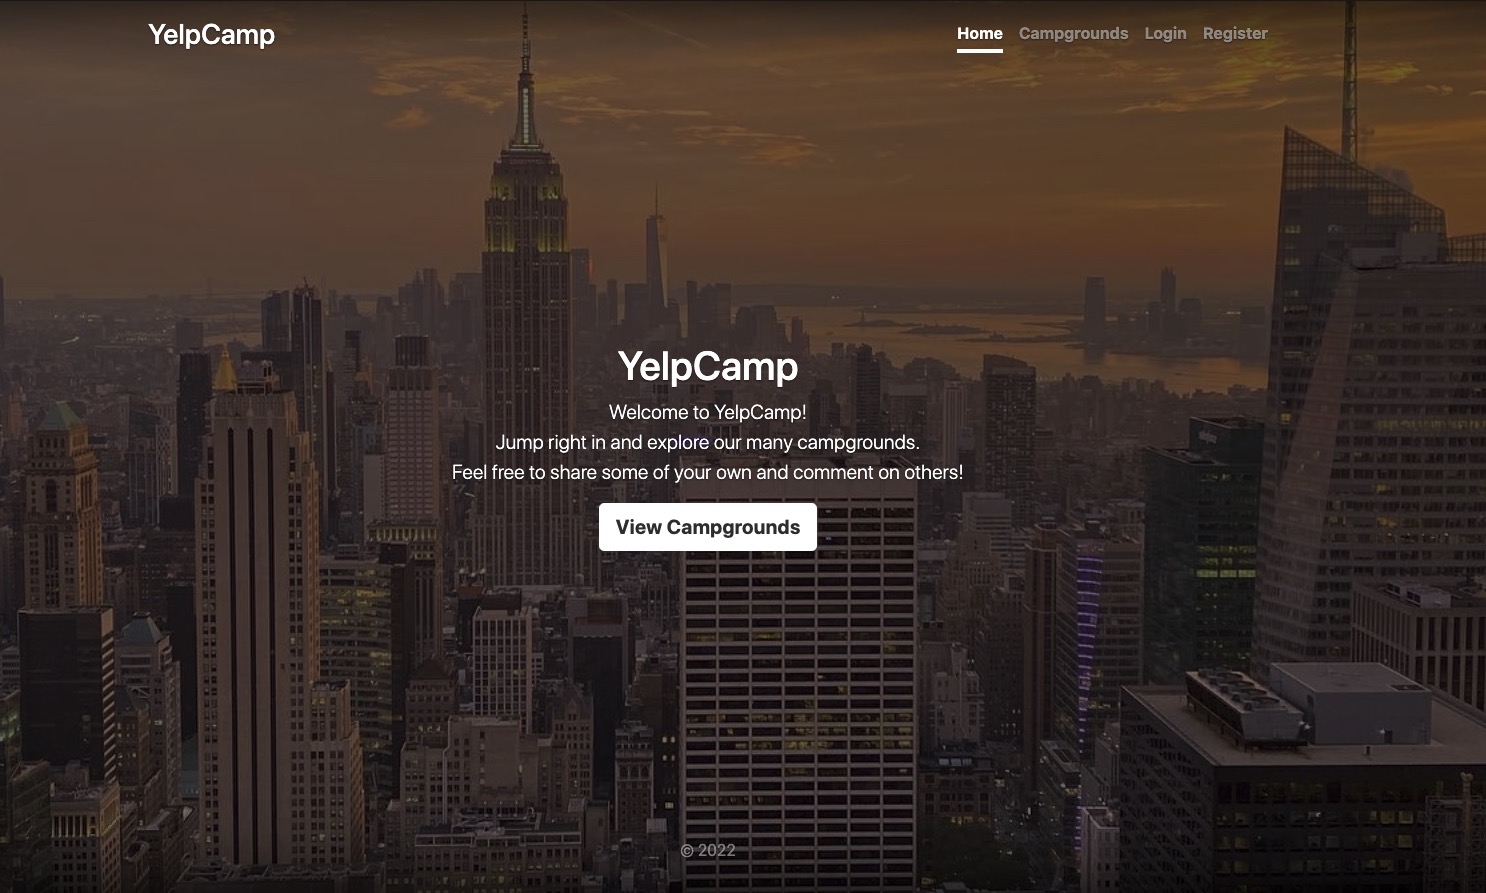 YelpCamp
Home Campgrounds Login Register
YelpCamp
Welcome to YelpCamp!
Jump right in and explore our many campgrounds.
Feel free to share some of your own and comment on others!
View Campgrounds
© 2022